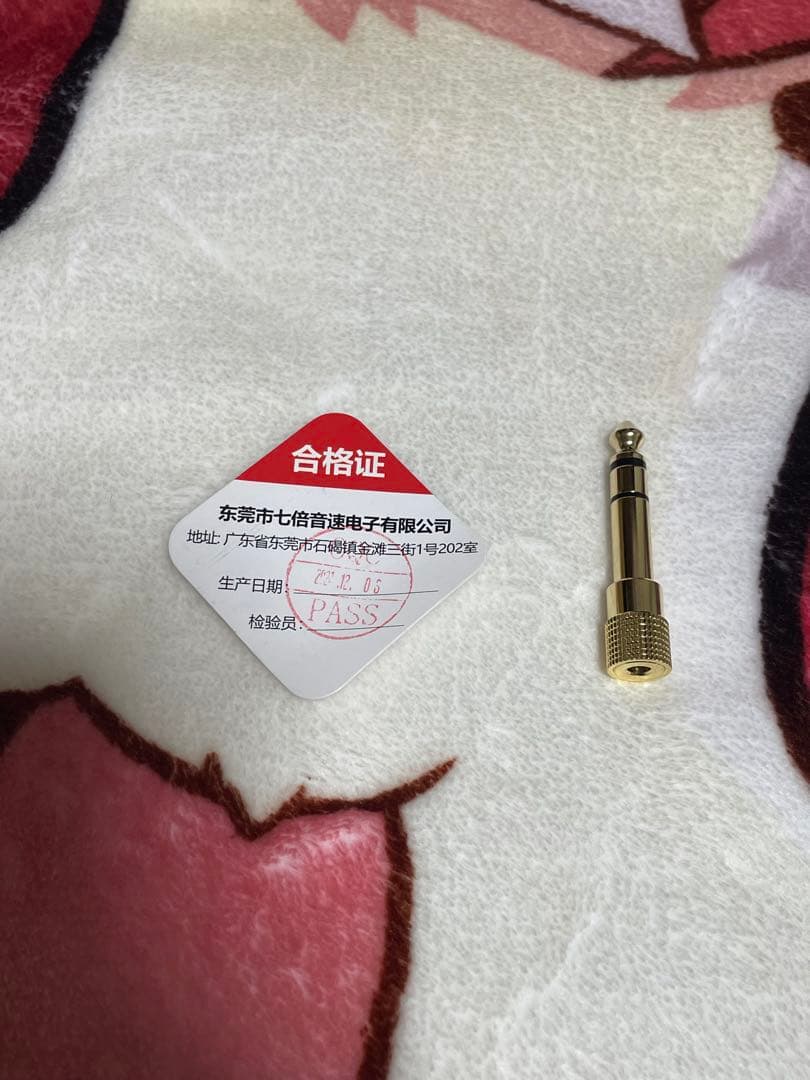 合格证
东莞市七倍音速电子有限公司
地址: 广东省东莞市石碣镇金滩三街1号202室
生产日期:
12. 06
检验员:
PASS